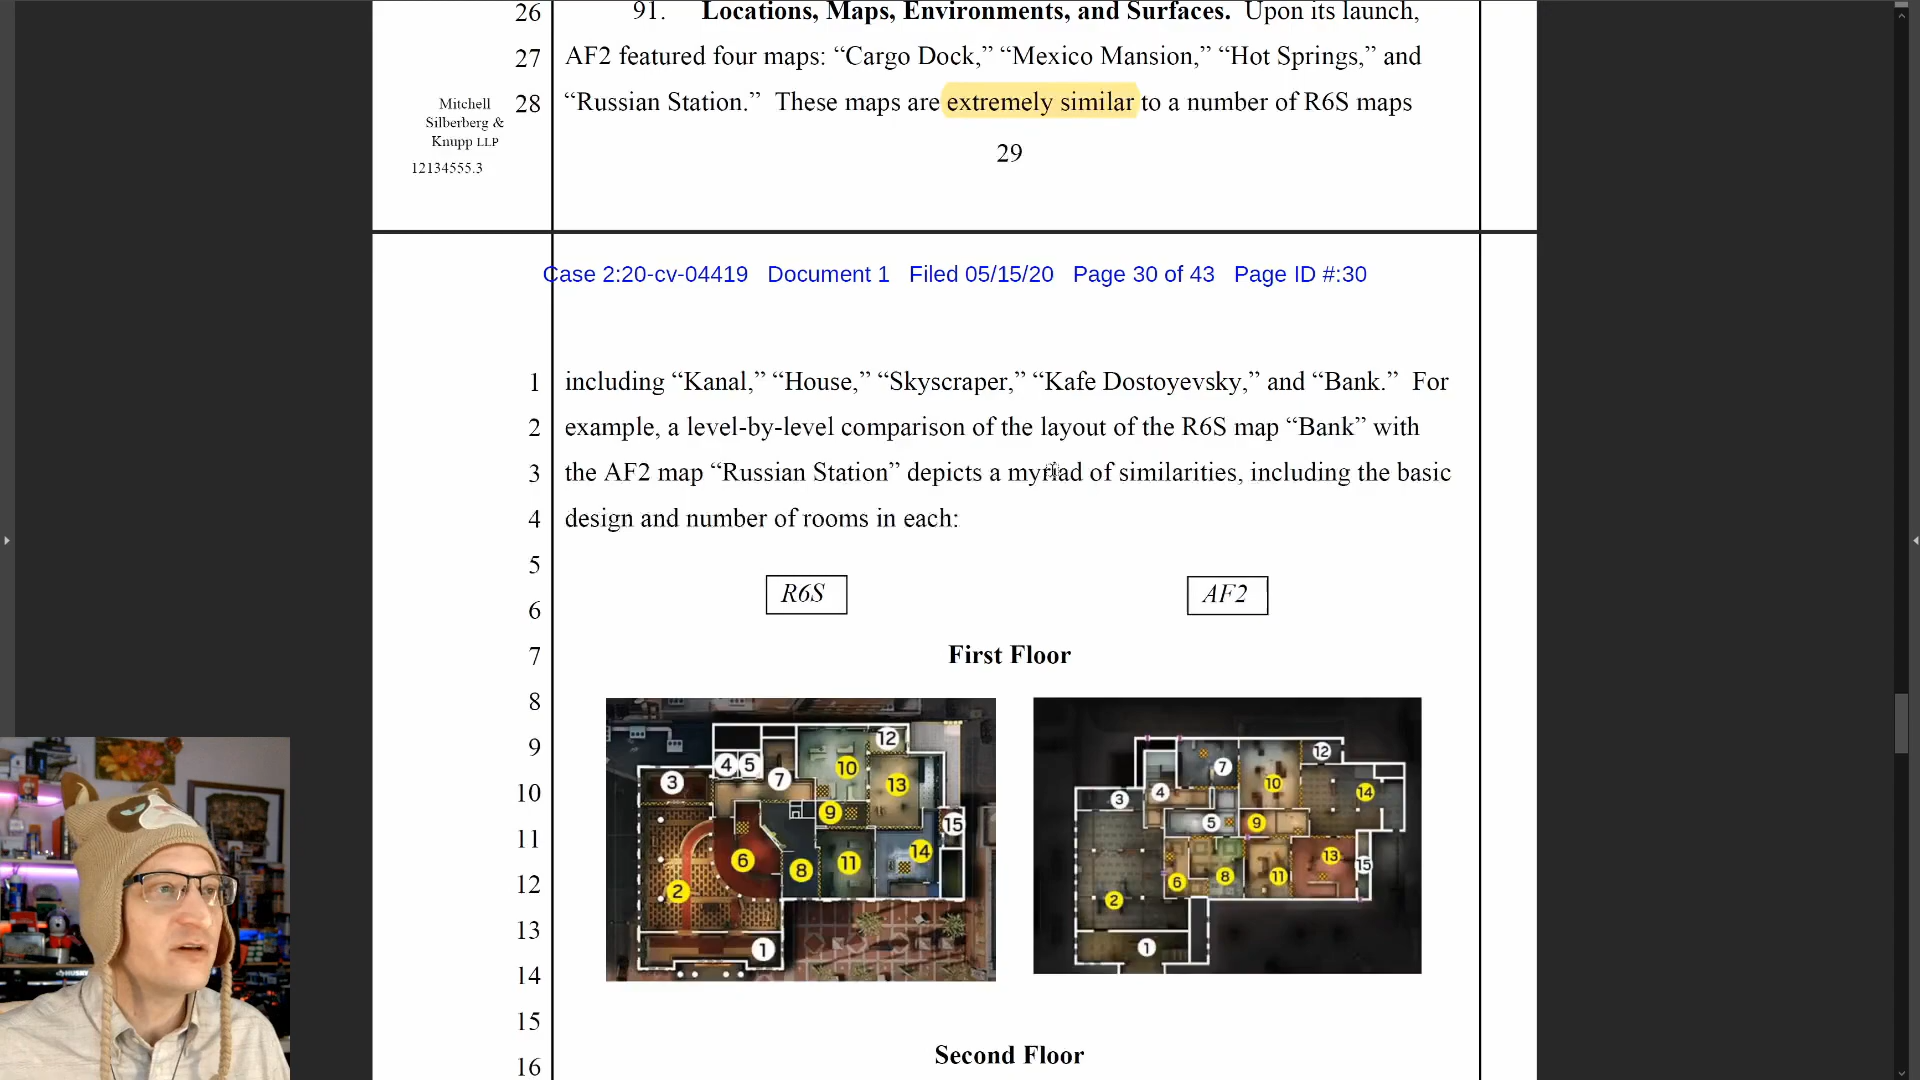 26 91. Locations, Maps, Environments, and Surfaces. Upon its launch,
27 AF2 featured four maps: “Cargo Dock,” “Mexico Mansion,” “Hot Springs,” and
28 “Russian Station.” These maps are extremely similar to a number of R6S maps
Mitchell
Silberberg &
Knupp LLP
12134555.3
29
Case 2:20-cv-04419 Document 1 Filed 05/15/20 Page 30 of 43 Page ID #:30
1 including “Kanal,” “House,” “Skyscraper,” “Kafe Dostoyevsky,” and “Bank.” For
2 example, a level-by-level comparison of the layout of the R6S map “Bank” with
3 the AF2 map “Russian Station” depicts a myriad of similarities, including the basic
4 design and number of rooms in each:
5
R6S AF2
6
7 First Floor
8
9
10
11
12
13
14
15
16 Second Floor
12
4 5
10
3
7
13
9
15
14
6
11
8
2
1
12
7
10
14
4
3
5
9
13
15
6
8
11
2
1